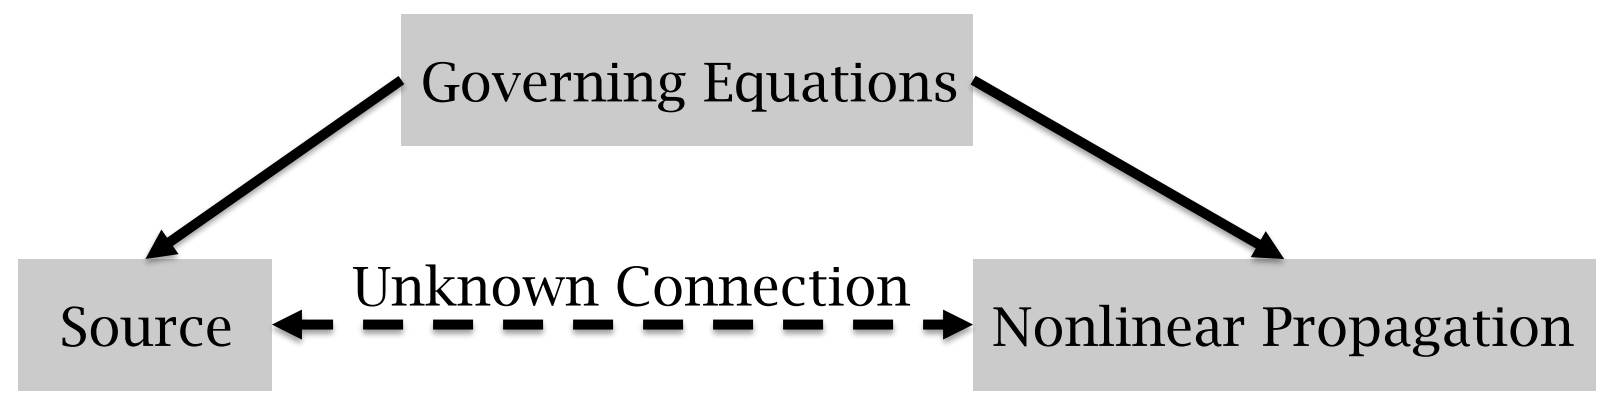 Governing Equations
Unknown Connection
Source
Nonlinear Propagation